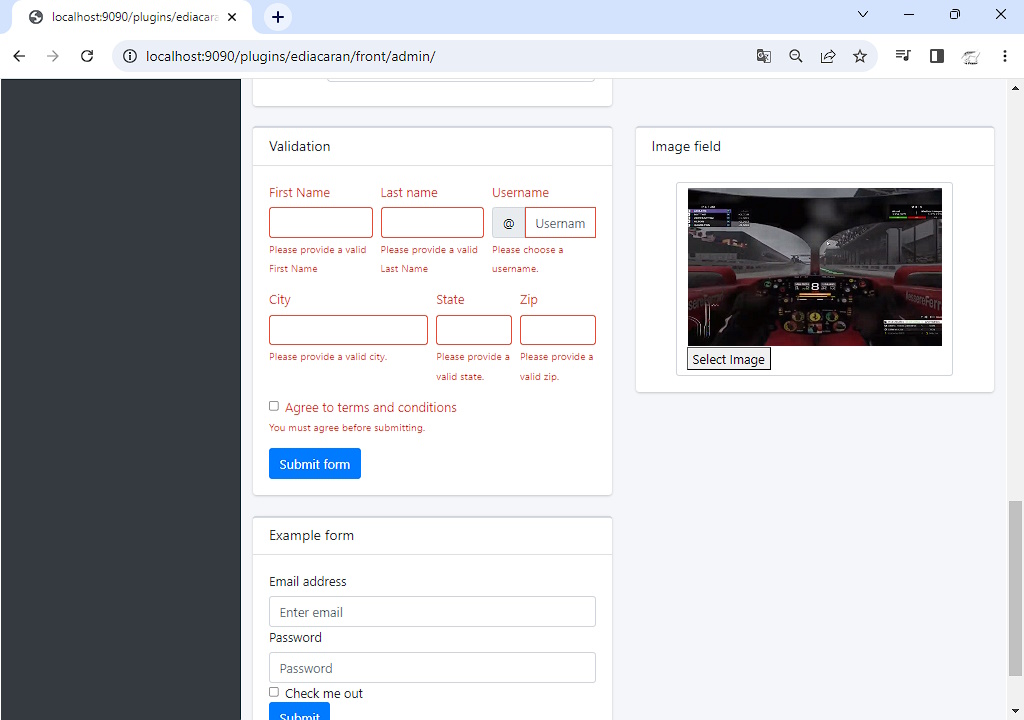 localhost:9090/plugins/ediacara
localhost:9090/plugins/ediacaran/front/admin/
Validation
First Name
Last name
Username
@
Usernam
Please provide a valid
First Name
Please provide a valid
Last Name
Please choose a
username.
City
State
Zip
Please provide a valid city.
Please provide a
valid state.
Please provide a
valid zip.
Agree to terms and conditions
You must agree before submitting.
Submit form
Image field
8
Select Image
Example form
Email address
Enter email
Password
Password
Check me out
Submit